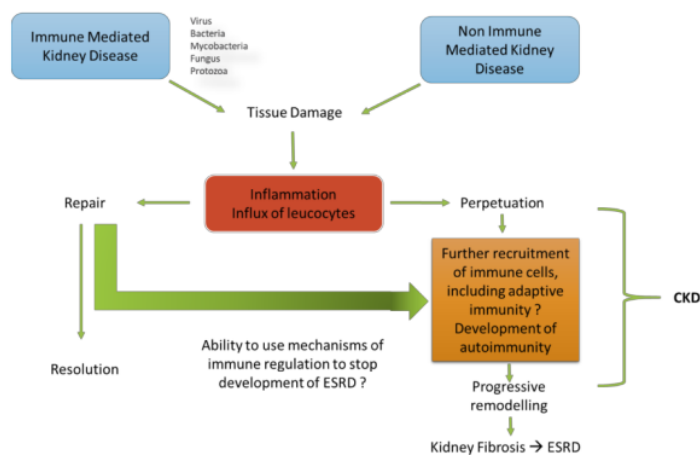 Immune Mediated
Kidney Disease
Virus
Bacteria
Mycobacteria
Fungus
Protozoa
Non Immune
Mediated Kidney
Disease
Tissue Damage
Repair
Inflammation
Influx of leucocytes
Perpetuation
Further recruitment
of immune cells,
including adaptive
immunity ?
Development of
autoimmunity
CKD
Ability to use mechanisms of
immune regulation to stop
development of ESRD ?
Resolution
Progressive
remodelling
Kidney Fibrosis → ESRD